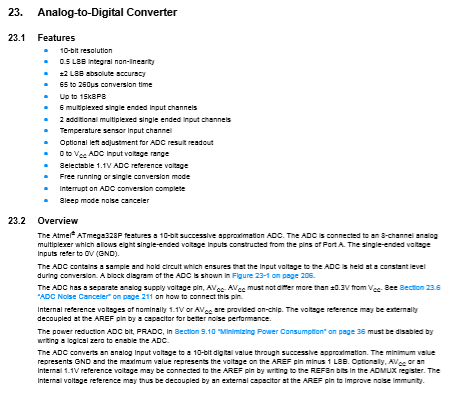 23. Analog-to-Digital Converter
23.1 Features
• 10-bit resolution
• 0.5 LSB integral non-linearity
• ±2 LSB absolute accuracy
• 65 to 260µs conversion time
• Up to 15kSPS
• 6 multiplexed single ended input channels
• 2 additional multiplexed single ended input channels
• Temperature sensor input channel
• Optional left adjustment for ADC result readout
• 0 to VCC ADC input voltage range
• Selectable 1.1V ADC reference voltage
• Free running or single conversion mode
• Interrupt on ADC conversion complete
• Sleep mode noise canceler
23.2 Overview
The Atmel® ATmega328P features a 10-bit successive approximation ADC. The ADC is connected to an 8-channel analog
multiplexer which allows eight single-ended voltage inputs constructed from the pins of Port A. The single-ended voltage
inputs refer to 0V (GND).
The ADC contains a sample and hold circuit which ensures that the input voltage to the ADC is held at a constant level
during conversion. A block diagram of the ADC is shown in Figure 23-1 on page 206.
The ADC has a separate analog supply voltage pin, AVCC. AVCC must not differ more than ±0.3V from VCC. See Section 23.6
"ADC Noise Canceler" on page 211 on how to connect this pin.
Internal reference voltages of nominally 1.1V or AVCC are provided on-chip. The voltage reference may be externally
decoupled at the AREF pin by a capacitor for better noise performance.
The power reduction ADC bit, PRADC, in Section 9.10 "Minimizing Power Consumption" on page 36 must be disabled by
writing a logical zero to enable the ADC.
The ADC converts an analog input voltage to a 10-bit digital value through successive approximation. The minimum value
represents GND and the maximum value represents the voltage on the AREF pin minus 1 LSB. Optionally, AVCC or an
internal 1.1V reference voltage may be connected to the AREF pin by writing to the REFSn bits in the ADMUX register. The
internal voltage reference may thus be decoupled by an external capacitor at the AREF pin to improve noise immunity.